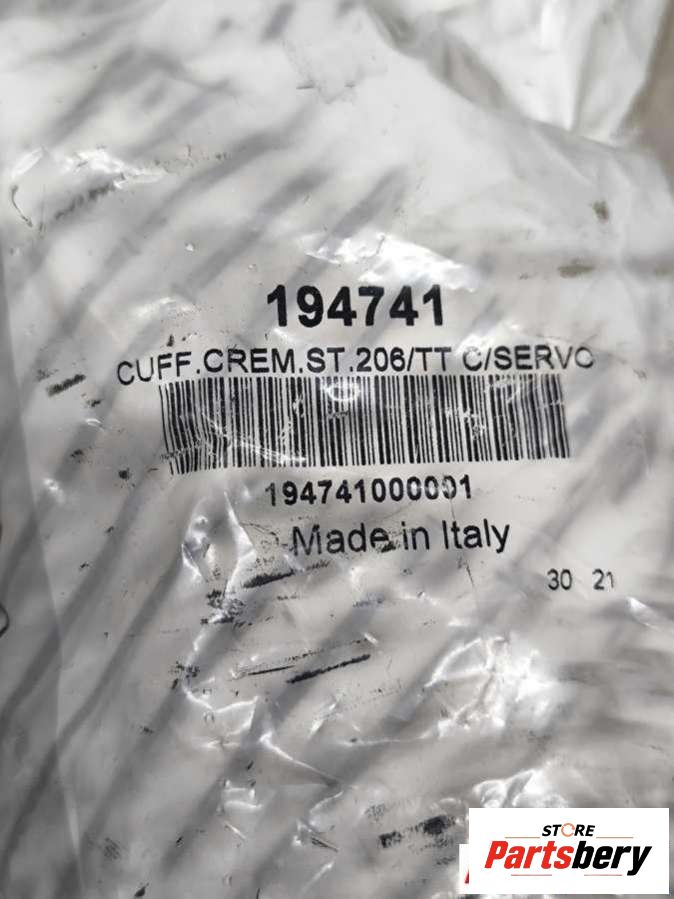 194741
CUFF.CREM.ST.206/TT C/SERVO
194741000001
Made in Italy
30 21
STORE
Partsbery